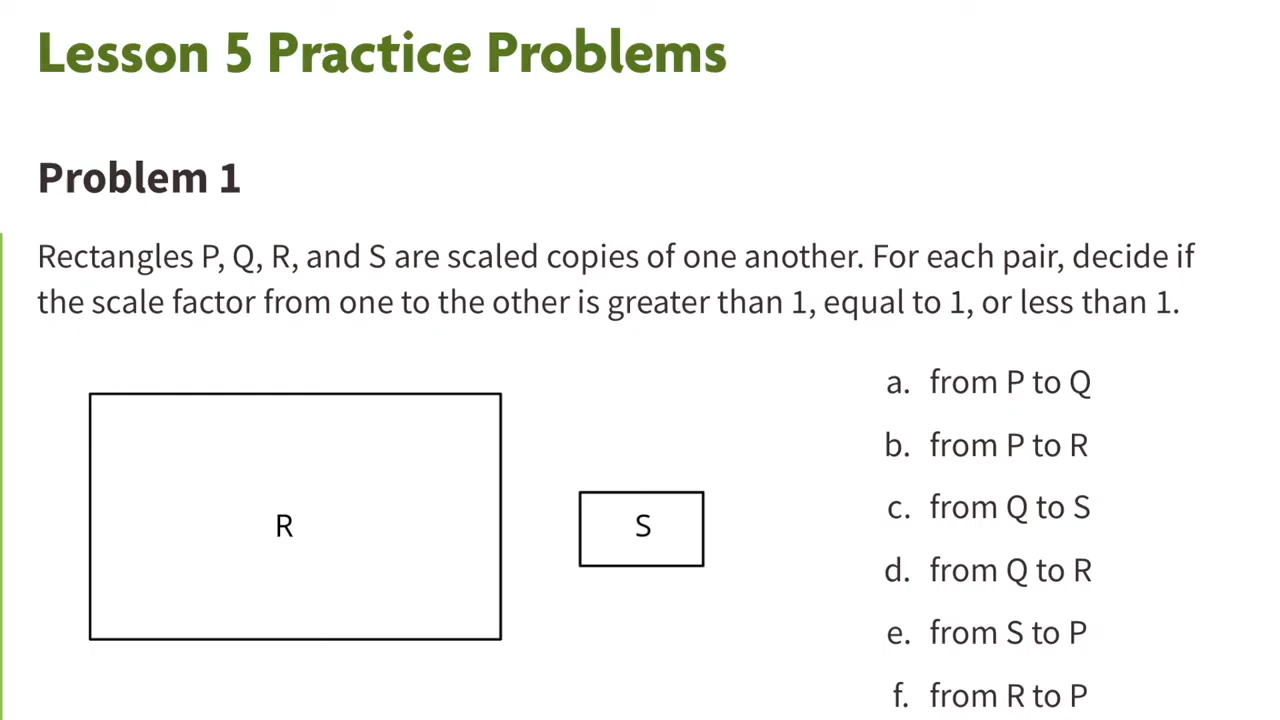 Lesson 5 Practice Problems
Problem 1
Rectangles P, Q, R, and S are scaled copies of one another. For each pair, decide if
the scale factor from one to the other is greater than 1, equal to 1, or less than 1.
R
S
a. from P to Q
b. from P to R
c. from Q to S
d. from Q to R
e. from S to P
f. from R to P